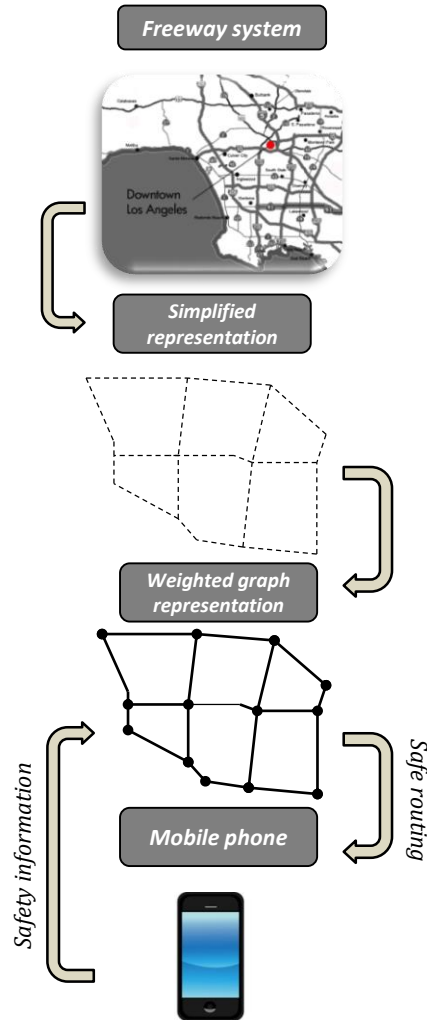 Freeway system
Downtown
Los Angeles
Simplified
representation
Weighted graph
representation
Safe routing
Safety information
Mobile phone